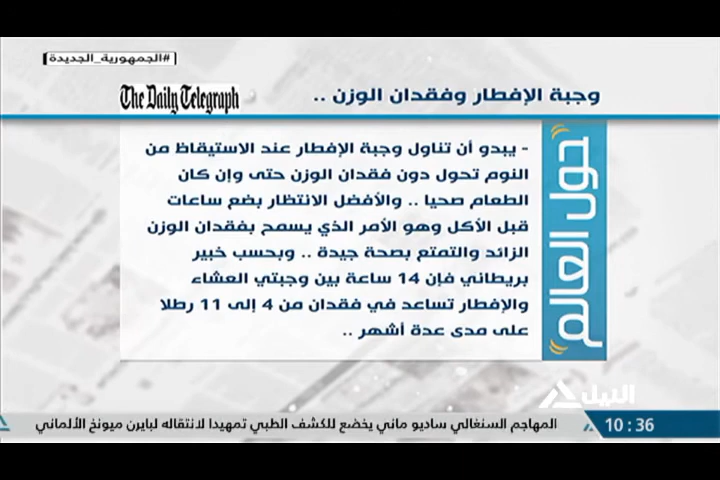 #الجمهورية_الجديدة
وجبة الإفطار وفقدان الوزن ..
The Daily Telegraph
حول العالم
- يبدو أن تناول وجبة الإفطار عند الاستيقاظ من
النوم تحول دون فقدان الوزن حتى وإن كان
الطعام صحيا .. والأفضل الانتظار بضع ساعات
قبل الأكل وهو الأمر الذي يسمح بفقدان الوزن
الزائد والتمتع بصحة جيدة .. وبحسب خبير
بريطاني فإن 14 ساعة بين وجبتي العشاء
والإفطار تساعد في فقدان من 4 إلى 11 رطلا
على مدى عدة أشهر ..
النيل
10:36
المهاجم السنغالي ساديو ماني يخضع للكشف الطبي تمهيدا لانتقاله لبايرن ميونخ الألماني